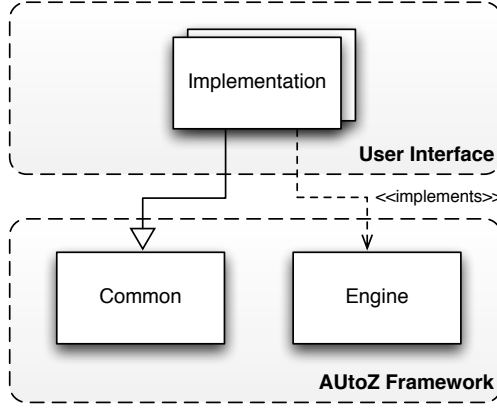 Implementation
User Interface
<<implements>>
Common
Engine
AUtoZ Framework